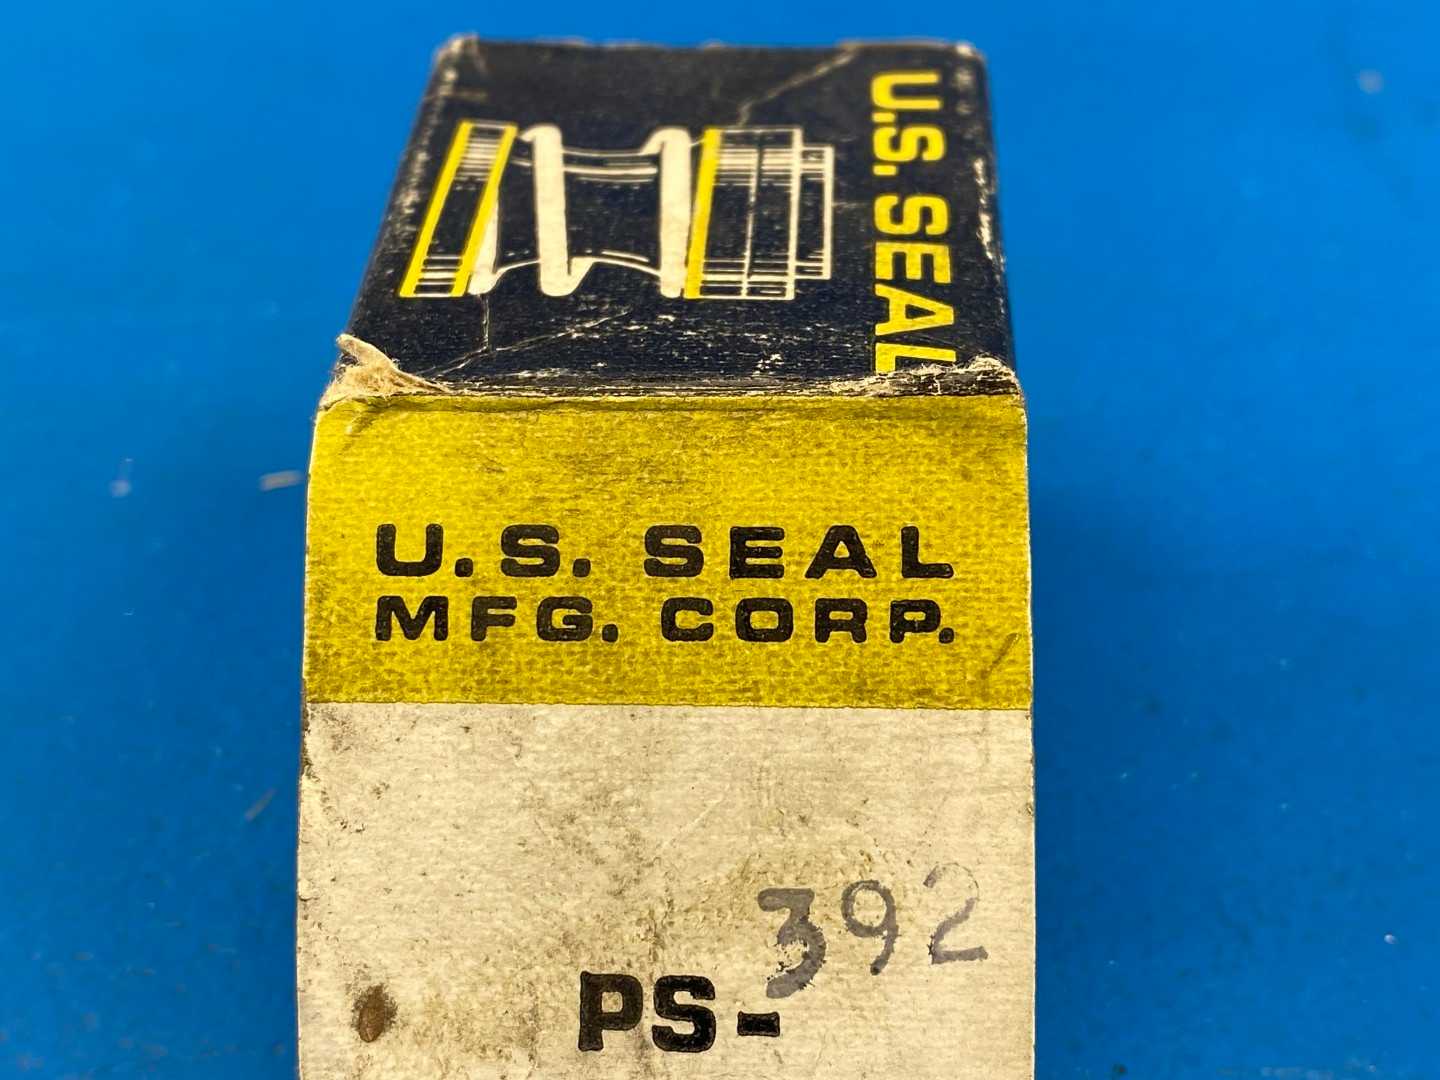 U.S. SEAL
U.S. SEAL
MFG. CORP.
PS-392